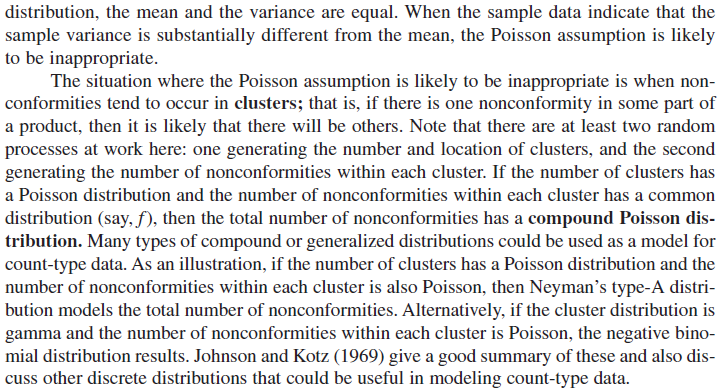 distribution, the mean and the variance are equal. When the sample data indicate that the
sample variance is substantially different from the mean, the Poisson assumption is likely
to be inappropriate.
The situation where the Poisson assumption is likely to be inappropriate is when non-
conformities tend to occur in clusters; that is, if there is one nonconformity in some part of
a product, then it is likely that there will be others. Note that there are at least two random
processes at work here: one generating the number and location of clusters, and the second
generating the number of nonconformities within each cluster. If the number of clusters has
a Poisson distribution and the number of nonconformities within each cluster has a common
distribution (say, f), then the total number of nonconformities has a compound Poisson dis-
tribution. Many types of compound or generalized distributions could be used as a model for
count-type data. As an illustration, if the number of clusters has a Poisson distribution and the
number of nonconformities within each cluster is also Poisson, then Neyman's type-A distri-
bution models the total number of nonconformities. Alternatively, if the cluster distribution is
gamma and the number of nonconformities within each cluster is Poisson, the negative bino-
mial distribution results. Johnson and Kotz (1969) give a good summary of these and also dis-
cuss other discrete distributions that could be useful in modeling count-type data.